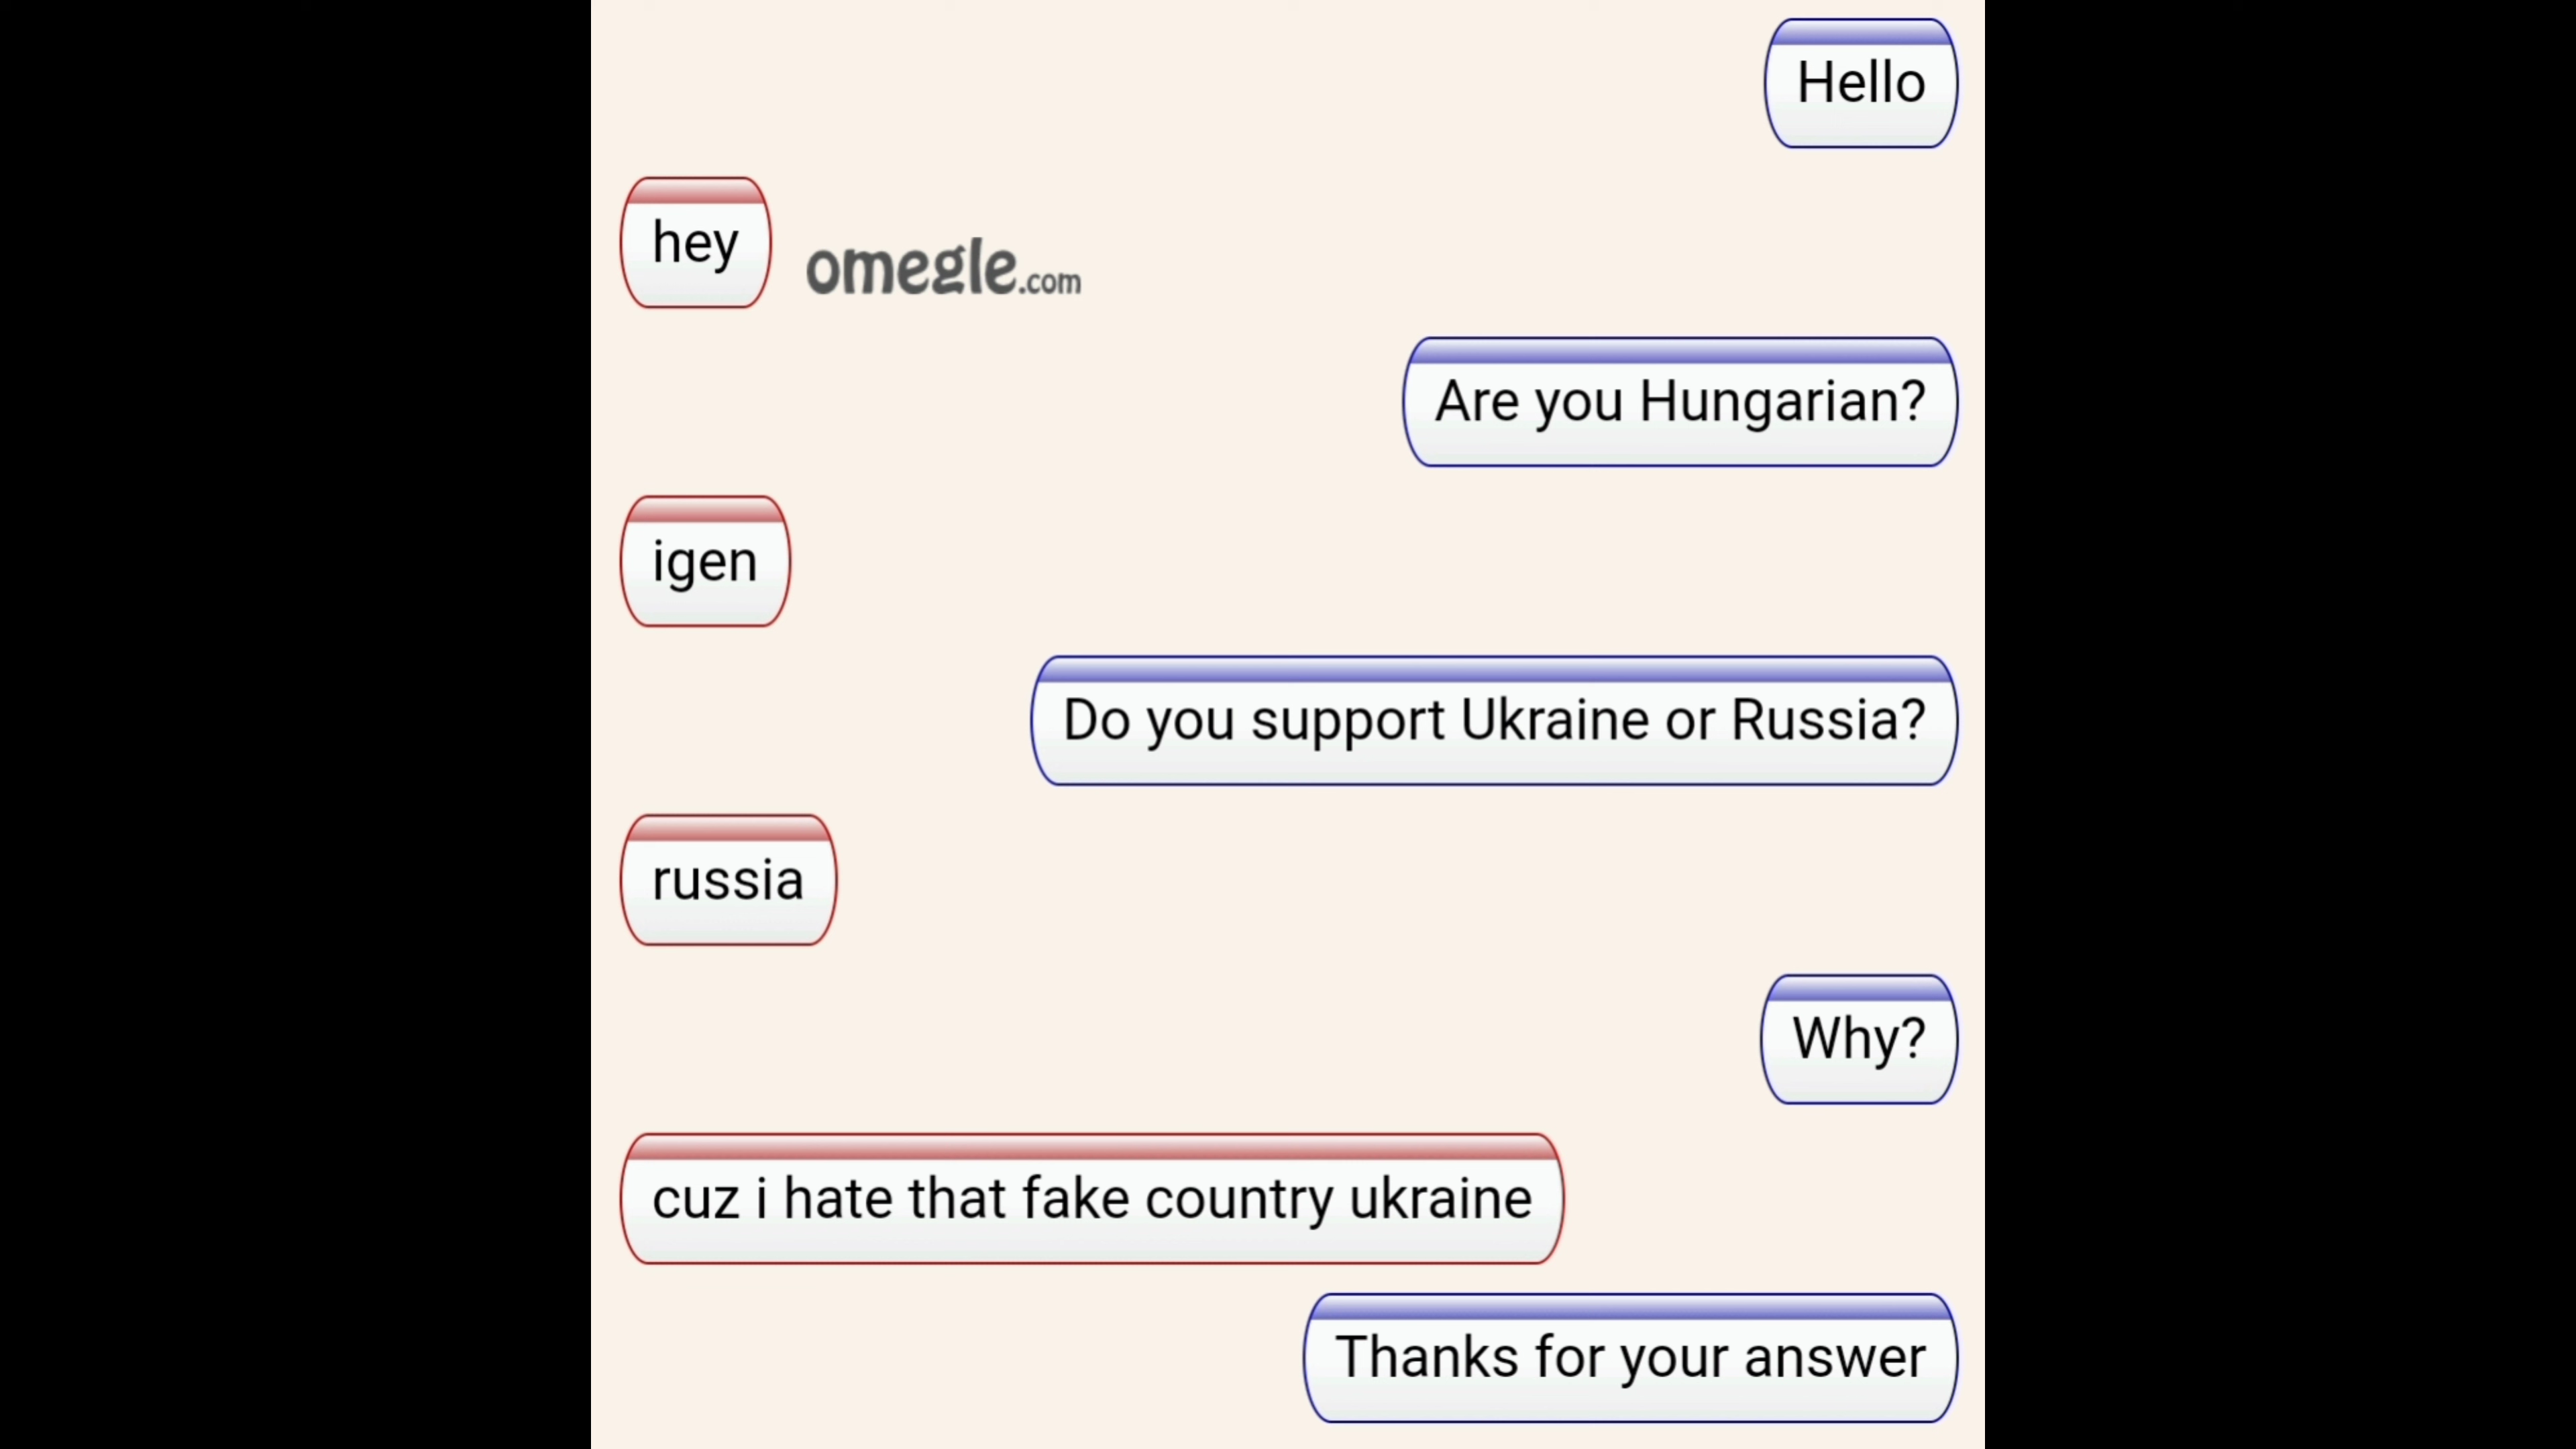 Hello
hey
omegle.com
Are you Hungarian?
igen
Do you support Ukraine or Russia?
russia
Why?
cuz i hate that fake country ukraine
Thanks for your answer